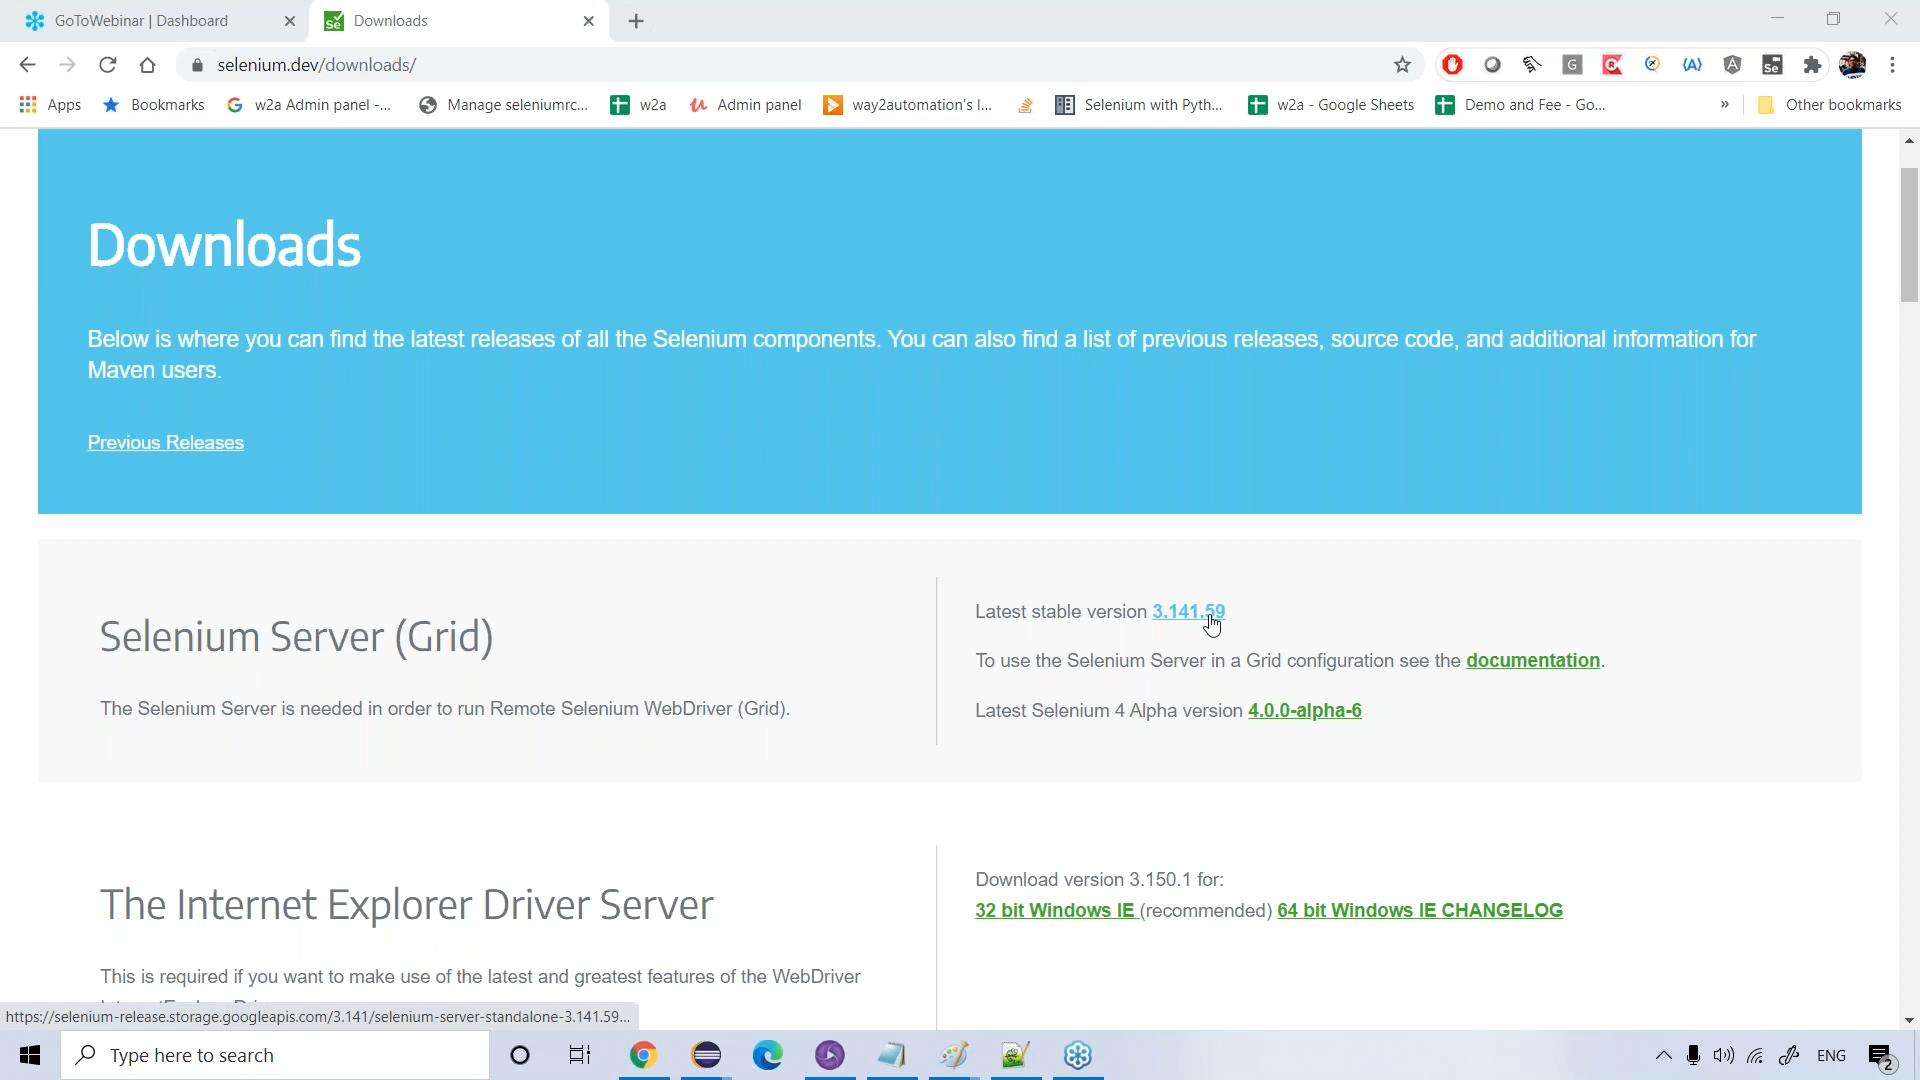 GoToWebinar | Dashboard
Downloads
selenium.dev/downloads/
Apps
Bookmarks
w2a Admin panel -...
Manage seleniumrc...
w2a
Admin panel
way2automation's I...
Selenium with Pyth...
w2a - Google Sheets
Demo and Fee - Go...
»
Other bookmarks
Downloads
Below is where you can find the latest releases of all the Selenium components. You can also find a list of previous releases, source code, and additional information for
Maven users.
Previous Releases
Selenium Server (Grid)
The Selenium Server is needed in order to run Remote Selenium WebDriver (Grid).
Latest stable version 3.141.59
To use the Selenium Server in a Grid configuration see the documentation.
Latest Selenium 4 Alpha version 4.0.0-alpha-6
The Internet Explorer Driver Server
This is required if you want to make use of the latest and greatest features of the WebDriver
Download version 3.150.1 for:
32 bit Windows IE (recommended) 64 bit Windows IE CHANGELOG
https://selenium-release.storage.googleapis.com/3.141/selenium-server-standalone-3.141.59...
Type here to search
ENG
2